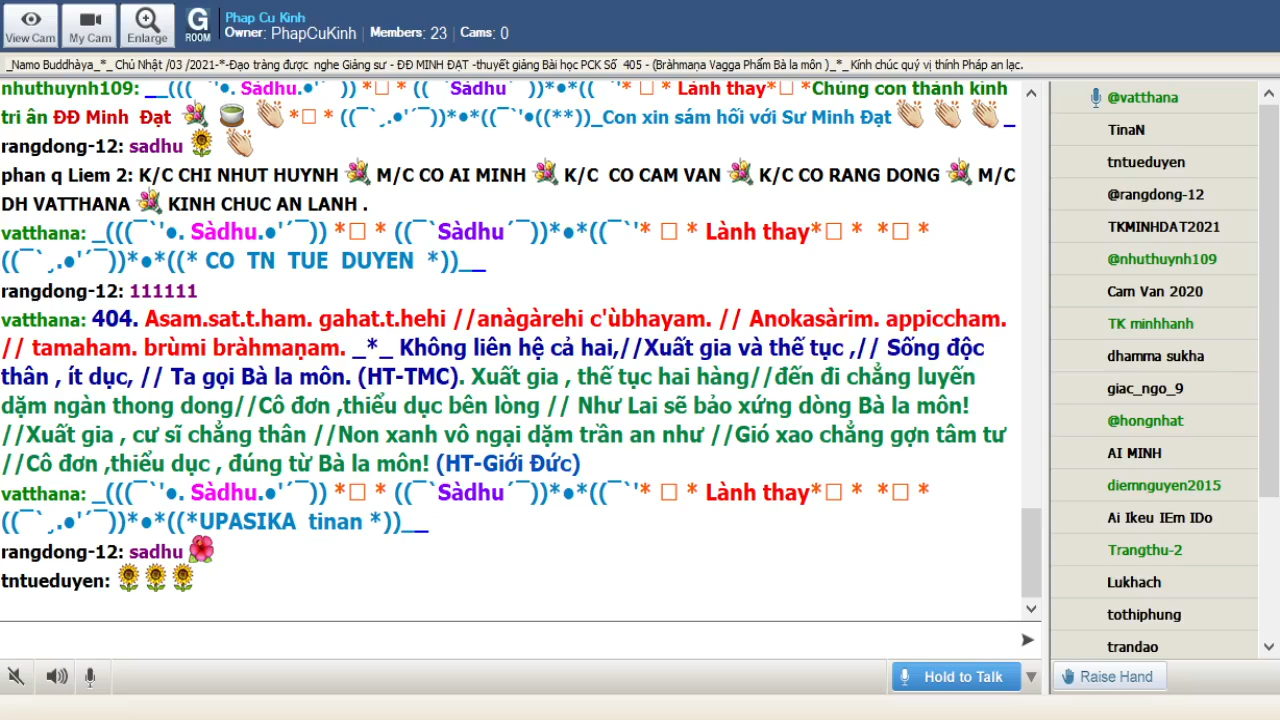 View Cam
My Cam
Enlarge
G
ROOM
Phap Cu Kinh
Owner: PhapCuKinh | Members: 23 | Cams: 0
_Namo Buddhàya_*_ Chủ Nhật /03 /2021-*-Đạo tràng được nghe Giảng sư - ĐĐ MINH ĐẠT -thuyết giảng Bài học PCK Số 405 - (Bràhmaṇa Vagga Phẩm Bà la môn )_*_ Kính chúc quý vị thính Pháp an lạc.
nhuthuynh109: _ _(((¯`'●. Sàdhu.●'´¯)) *□ * ((¯`Sàdhu´¯))*●*((¯`'*□ * Lành thay*□ *Chúng con thành kính
tri ân ĐĐ Minh Đạt *□ * ((¯`¸.●'´¯))*●*((¯`'●((**))_Con xin sám hối với Sư Minh Đạt _
rangdong-12: sadhu
phan q Liem 2: K/C CHI NHUT HUYNH M/C CO AI MINH K/C CO CAM VAN K/C CO RANG DONG M/C
DH VATTHANA KINH CHUC AN LANH .
vatthana: _(((¯`'●. Sàdhu.●'´¯)) *□ * ((¯`Sàdhu´¯))*●*((¯`'* □ * Lành thay*□ * *□ *
((¯`¸.●'´¯))*●*((* CO TN TUE DUYEN *))_ _
rangdong-12: 111111
vatthana: 404. Asam.sat.t.ham. gahat.t.hehi //anàgàrehi c'ùbhayam. // Anokasàrim. appiccham.
// tamaham. brùmi bràhmaṇam. _*_ Không liên hệ cả hai,//Xuất gia và thế tục ,// Sống độc
thân , ít dục, // Ta gọi Bà la môn. (HT-TMC). Xuất gia , thế tục hai hàng//đến đi chẳng luyến
dặm ngàn thong dong//Cô đơn ,thiểu dục bên lòng // Như Lai sẽ bảo xứng dòng Bà la môn!
//Xuất gia , cư sĩ chẳng thân //Non xanh vô ngại dặm trần an như //Gió xao chẳng gợn tâm tư
//Cô đơn ,thiểu dục , đúng từ Bà la môn! (HT-Giới Đức)
vatthana: _(((¯`'●. Sàdhu.●'´¯)) *□ * ((¯`Sàdhu´¯))*●*((¯`'* □ * Lành thay*□ * *□ *
((¯`¸.●'´¯))*●*((*UPASIKA tinan *))_ _
rangdong-12: sadhu
tntueduyen:
@vatthana
TinaN
tntueduyen
@rangdong-12
TKMINHDAT2021
@nhuthuynh109
Cam Van 2020
TK minhhanh
dhamma sukha
giac_ngo_9
@hongnhat
AI MINH
diemnguyen2015
Ai Ikeu IEm IDo
Trangthu-2
Lukhach
tothiphung
trandao
Hold to Talk
Raise Hand